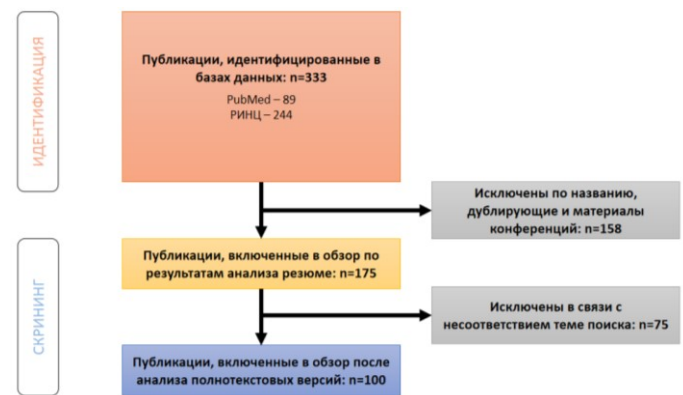 ИДЕНТИФИКАЦИЯ
Публикации, идентифицированные в
базах данных: n=333
PubMed – 89
РИНЦ – 244
Исключены по названию,
дублирующие и материалы
конференций: n=158
СКРИНИНГ
Публикации, включенные в обзор по
результатам анализа резюме: n=175
Исключены в связи с
несоответствием теме поиска: n=75
Публикации, включенные в обзор после
анализа полнотекстовых версий: n=100